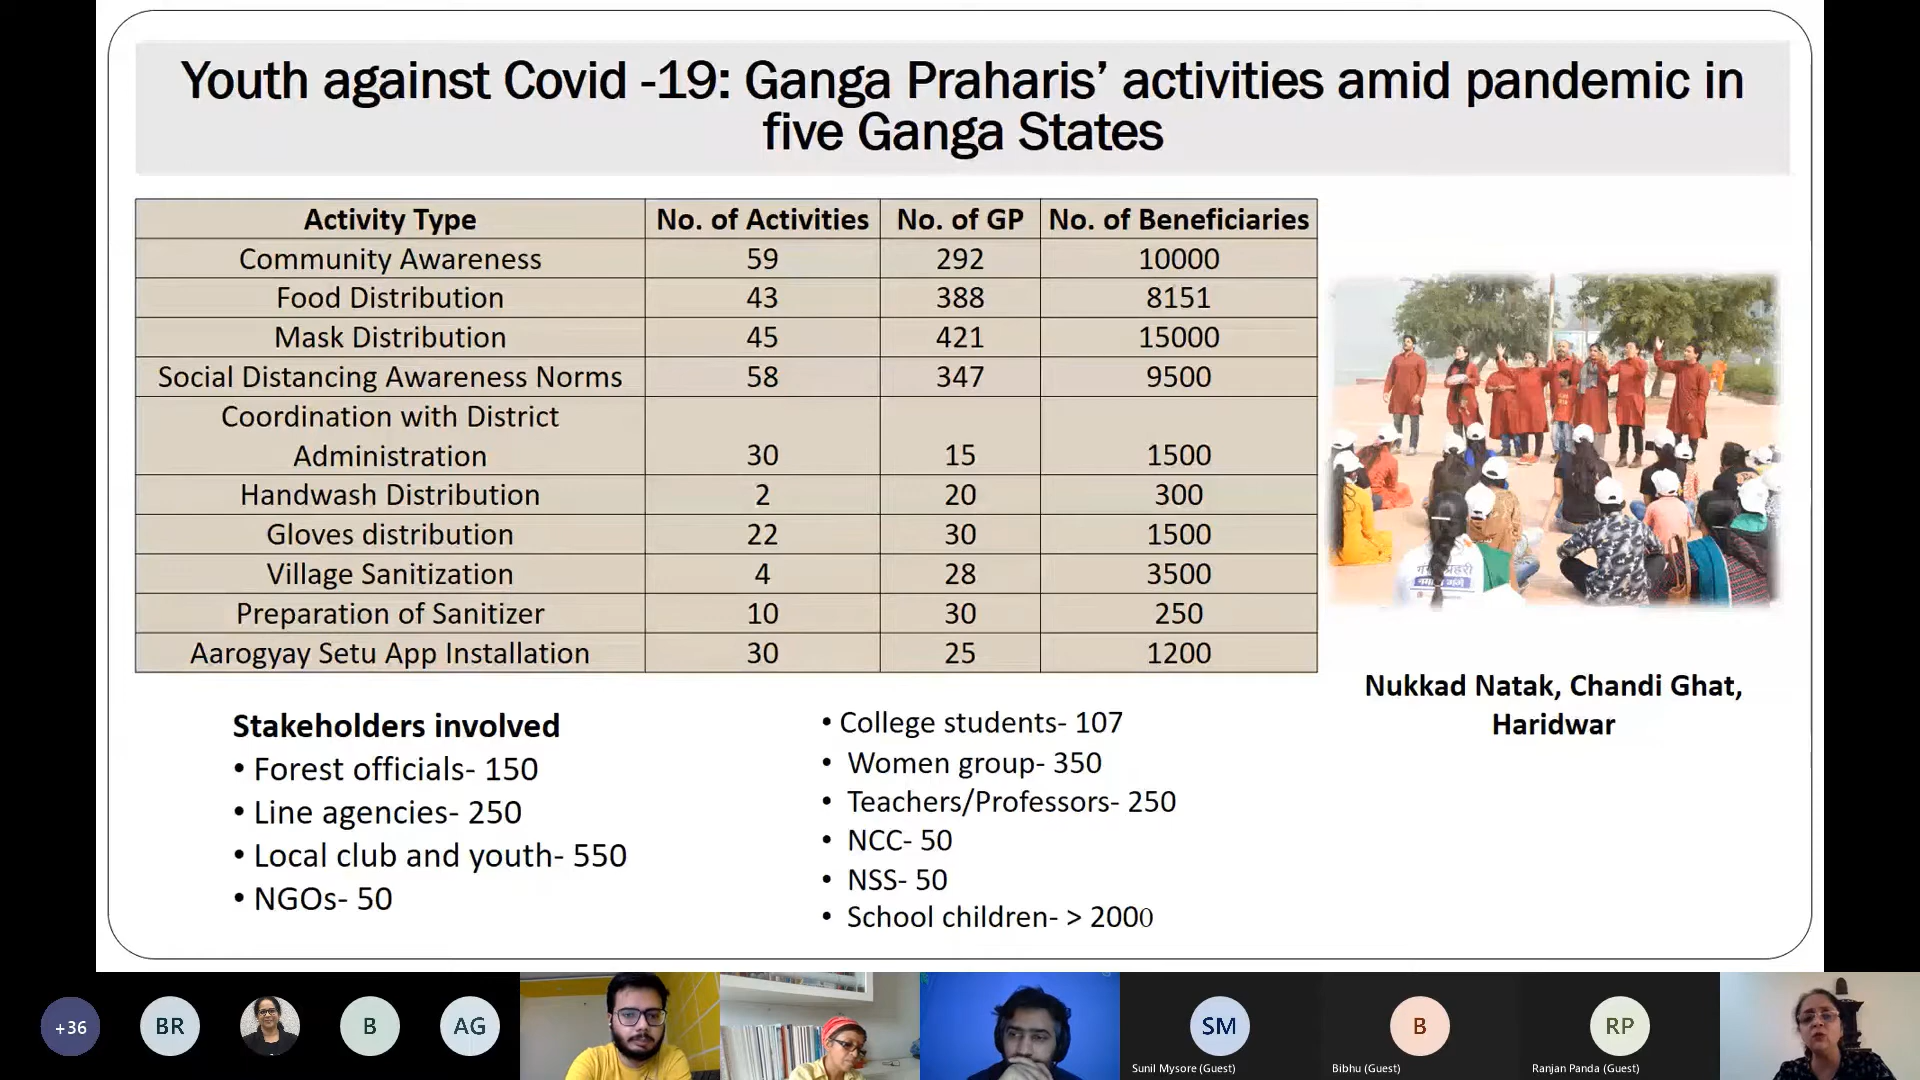 Youth against Covid -19: Ganga Praharis’ activities amid pandemic in
five Ganga States
Activity Type No. of Activities No. of GP No. of Beneficiaries
Community Awareness 59 292 10000
Food Distribution 43 388 8151
Mask Distribution 45 421 15000
Social Distancing Awareness Norms 58 347 9500
Coordination with District
Administration 30 15 1500
Handwash Distribution 2 20 300
Gloves distribution 22 30 1500
Village Sanitization 4 28 3500
Preparation of Sanitizer 10 30 250
Aarogyay Setu App Installation 30 25 1200
Nukkad Natak, Chandi Ghat,
Haridwar
Stakeholders involved
• Forest officials- 150
• Line agencies- 250
• Local club and youth- 550
• NGOs- 50
• College students- 107
• Women group- 350
• Teachers/Professors- 250
• NCC- 50
• NSS- 50
• School children- > 2000
+36
BR
B
AG
SM
Sunil Mysore (Guest)
B
Bibhu (Guest)
RP
Ranjan Panda (Guest)